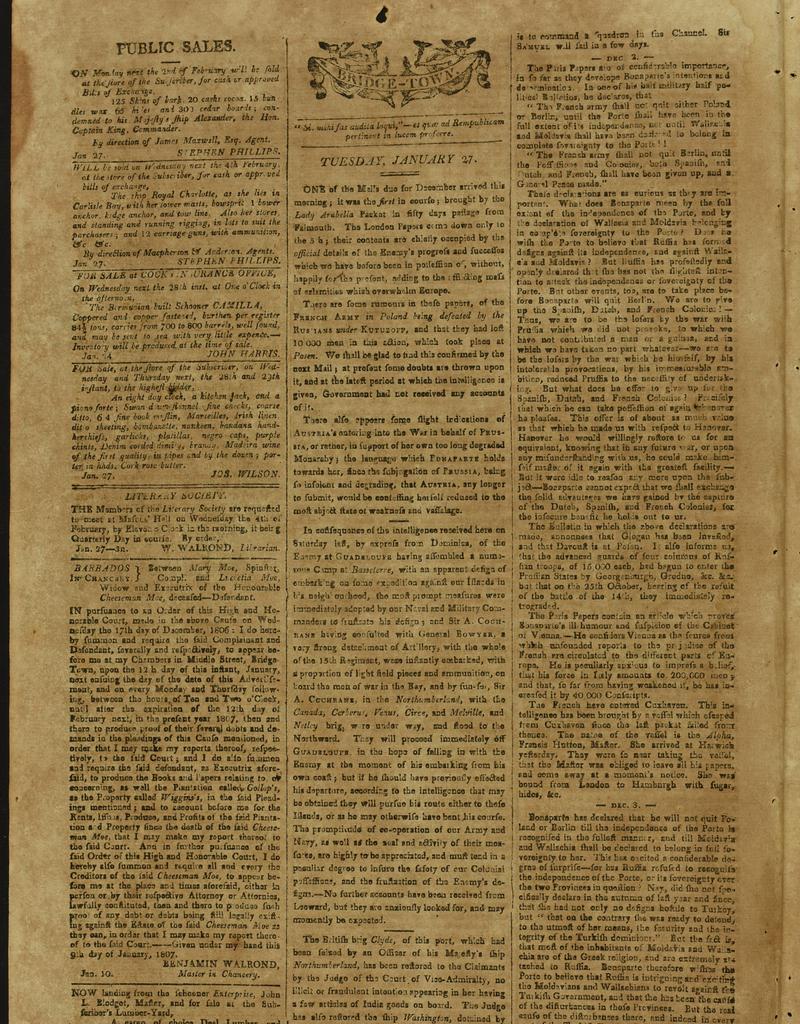 PUBLIC SALES.
ON Monday next the 2nd of February will be sold
at the store of the Subscriber, for cash or approved
Bills of Exchange,
125 Skins of bark, 20 casks cocoa, 15 bundles
wax, 65 hides and 303 cedar boards; condemned
to his Majesty's ship Alexander, the Hon.
Captain King, Commander.
By direction of James Maxwell, Esq. Agent.
Jan. 27. STEPHEN PHILLIPS.
WILL be sold on Wednesday next the 4th February,
at the store of the Subscriber, for cash or approved
bills of exchange,
The ship Royal Charlotte, as she lies in
Carlisle Bay, with her lower masts, bowsprit 1 bower
anchor, kedge anchor, and tow line. Also her stores,
and standing and running rigging, in lots to suit the
purchasers; and 12 carriage guns, with ammunition,
&c &c.
By direction of Macpherson & Anderson, Agents.
Jan. 27. STEPHEN PHILLIPS.
FOR SALE at COCK'S INSURANCE OFFICE,
On Wednesday next the 28th inst. at One o'Clock in
the afternoon,
The Bermudian built Schooner CAMILLA,
Coppered and copper fastened, burthen per register
84½ tons, carries from 700 to 800 barrels, well found,
and may be sent to sea with very little expence.—
Inventory will be produced at the time of sale.
JOHN HARRIS.
FOR Sale, at the store of the Subscriber, on Wednesday
and Thursday next, the 28th and 29th
instant, to the highest bidder,
An eight day clock, a kitchen jack, and a
piano forte;
JOS. WILSON.
Jan. 27.
LITERARY SOCIETY.
THE Members of the Literary Society are requested
to meet at Masons' Hall on Wednesday the 4th of
February, by Eleven o'Clock in the morning, it being
Quarterly Day in course. By order,
W. WALROND, Librarian.
BARBADOS } Between Mary Moe, Spinster,
IN CHANCERY } Compl. and Lucretia Moe,
Widow and Executrix of the Honourable
Cheeseman Moe, deceased—Defendant.
IN pursuance to an Order of this High and Honorable
Court, made in the above Cause on Wednesday
the 17th day of December, 1806: I do hereby
summon and require the said Complainant and
Defendant, severally and respectively, to appear before
me at my Chambers in Middle Street, Bridge-Town,
upon the 12th day of this instant, January,
next ensuing the day of the date of this Advertisement,
and on every Monday and Thursday following,
between the hours of Ten and Two o'Clock,
until after the expiration of the 12th day of
February next, in the present year 1807, then and
there to produce proof of their several debts and demands
in the pleadings of this Cause mentioned, in
order that I may make my reports thereof, respectively,
to the said Court; and I do also summon
and require the said defendant, as Executrix aforesaid,
to produce the Books and Papers relating to, or
concerning, as well the Plantation called Gollop's,
as the Property called Wiggins's, in the said Pleadings
mentioned; and to account before me for the
Rents, Issues, Produce, and Profits of the said Plantation
and Property since the death of the said Cheeseman
Moe, that I may make my report thereof to
the said Court. And in further pursuance of the
said Order of this High and Honorable Court, I do
hereby also summon and require all and every the
Creditors of the said Cheeseman Moe, to appear before
me at the place and times aforesaid, either in
person or by their respective Attorney or Attornies,
lawfully constituted, then and there to produce such
proof of any debt or debts being still legally existing
against the Estate of the said Cheeseman Moe as
they can, in order that I may make my report thereof
to the said Court.——Given under my hand this
9th day of January, 1807.
BENJAMIN WALROND,
Jan. 10. Master in Chancery.
NOW landing from the schooner Enterprise, John
L. Blodget, Master, and for sale at the Subscriber's
Lumber-Yard,
A cargo of choice Deal Lumber and
BRIDGE-TOWN
"Si mihi fas audita loqui,"—et quæ ad Rempublicam
pertinent in lucem proferre.
TUESDAY, JANUARY 27.
ONE of the Mails due for December arrived this
morning; it was the first in course; brought by the
Lady Arabella Packet in fifty days passage from
Falmouth. The London Papers come down only to
the 5th; their contents are chiefly occupied by the
official details of the Enemy's progress and successes
which we have before been in possession of, without,
happily for the present, adding to the afflicting mass
of calamities which overwhelm Europe.
There are some rumours in these papers, of the
FRENCH ARMY in Poland being defeated by the
RUSSIANS under KUTUZOFF, and that they had lost
10,000 men in this action, which took place at
Posen. We shall be glad to find this confirmed by the
next Mail; at present some doubts are thrown upon
it, and at the latest period at which the intelligence is
given, Government had not received any accounts
of it.
There also appears some slight indications of
AUSTRIA's entering into the War in behalf of PRUSSIA,
or rather, in support of her own too long degraded
Monarchy; the language which BONAPARTE holds
towards her, since the subjugation of PRUSSIA, being
so insolent and degrading, that AUSTRIA, any longer
to submit, would be confessing herself reduced to the
most abject state of weakness and vassalage.
In consequence of the intelligence received here on
Saturday last, by express from Dominica, of the
Enemy at GUADALOUPE having assembled a numerous
Camp at Basseterre, with an apparent design of
embarking on some expedition against our Islands in
his neighbourhood, the most prompt measures were
immediately adopted by our Naval and Military Commanders
to frustrate his design; and Sir A. COCHRANE
having consulted with General BOWYER, a
very strong detachment of Artillery, with the whole
of the 15th Regiment, were instantly embarked, with
a proportion of light field pieces and ammunition, on
board the men of war in the Bay, and by sun-set, Sir
A. COCHRANE, in the Northumberland, with the
Canada, Cerberus, Venus, Circe, and Melville, and
Netley brig, were under way, and stood to the
Northward. They will proceed immediately off
GUADALOUPE, in the hope of falling in with the
Enemy at the moment of his embarking from his
own coast; but if he should have previously effected
his departure, according to the intelligence that may
be obtained they will pursue his route either to these
Islands, or as he may otherwise have bent his course.
The promptitude of co-operation of our Army and
Navy, as well as the zeal and activity of their measures,
are highly to be appreciated, and must tend in a
peculiar degree to insure the safety of our Colonial
possessions, and the frustration of the Enemy's designs.—No
further accounts have been received from
Leeward, but they are anxiously looked for, and may
momently be expected.
The British brig Clyde, of this port, which had
been seized by an Officer of his Majesty's ship
Northumberland, has been restored to the Claimants
by the Judge of the Court of Vice-Admiralty, no
illicit or fraudulent intention appearing in her having
a few articles of India goods on board. The Judge
has also restored the ship Washington, detained by
is to command a squadron in the Channel. Sir
SAMUEL will sail in a few days.
— DEC. 2. —
The Paris Papers are of considerable importance,
in so far as they develope Bonaparte's intentions and
determination. In one of his half military half political
Bulletins, he declares, that
"The French army shall not quit either Poland
or Berlin, until the Porte shall have been in the
full extent of its independence, nor until Wallachia
and Moldavia shall have been declared to belong in
complete sovereignty to the Porte!!
"The French army shall not quit Berlin, until
the Possessions and Colonies, both Spanish, and
Dutch, and French, shall have been given up, and a
General Peace made."
These declarations are as curious as they are important.
What does Bonaparte mean by the full
extent of the independence of the Porte, and by
the declaration of Wallachia and Moldavia belonging
in complete sovereignty to the Porte? Does he
wish the Porte to believe that Russia has formed
designs against its independence, and against Wallachia
and Moldavia? But Russia has professedly and
openly declared that she has not the slightest intention
to attack the independence or sovereignty of the
Porte. But other events, too, are to take place before
Bonaparte will quit Berlin. We are to give
up the Spanish, Dutch, and French Colonies!—
Thus, we are to be the losers by the war with
Prussia which we did not provoke, to which we
have not contributed a man or a guinea, and in
which we have taken no part whatever—we are to
be the losers by the war which he himself, by his
intolerable provocations, by his immeasurable ambition,
reduced Prussia to the necessity of undertaking.
But what does he offer to give up for the
Spanish, Dutch, and French Colonies? Precisely
that which he can take possession of again whenever
he pleases. This offer is of about as much value
as that which he made us with respect to Hanover.
Hanover he would willingly restore to us for an
equivalent, knowing that in any future war, or upon
any misunderstanding with us, he could make himself
master of it again with the greatest facility.—
But it were idle to reason any more upon the subject—Bonaparte
cannot expect that we shall exchange
the solid advantages we have gained by the capture
of the Dutch, Spanish, and French Colonies, for
the insecure benefit he holds out to us.
The Bulletin in which the above declarations are
made, announces that Glogau has been invested,
and that Davoust is at Posen. It also informs us,
that the advanced guards of four columns of Russian
troops, of 15,000 each, had begun to enter the
Prussian States by Georgenburgh, Grodno, &c. &c.
but that on the 25th October, hearing of the result
of the battle of the 14th, they immediately retrograded.
The Paris Papers contain an article which proves
Bonaparte's ill humour and suspicion of the Cabinet
of Vienna.—He considers Vienna as the source from
which unfounded reports to the prejudice of the
French are circulated to the different parts of Europe.
He is peculiarly anxious to impress a belief,
that his force in Italy amounts to 200,000 men;
and that, so far from having weakened it, he has increased
it by 40,000 Conscripts.
The French have entered Cuxhaven. This intelligence
has been brought by a vessel which escaped
from Cuxhaven since the last packet sailed from
thence. The name of the vessel is the Alpha,
Francis Hutton, Master. She arrived at Harwich
yesterday. They were so near taking the vessel,
that the Master was obliged to leave all his papers,
and come away at a moment's notice. She was
bound from London to Hamburgh with sugar,
hides, &c.
— DEC. 3. —
Bonaparte has declared that he will not quit Poland
or Berlin till the independence of the Porte is
recognised in the fullest manner, and till Moldavia
and Wallachia shall be declared to belong in full sovereignty
to her. This has excited a considerable degree
of surprise—for has Russia refused to recognise
the independence of the Porte, or its sovereignty over
the two Provinces in question? Nay, did she not specifically
declare in the autumn of last year and since,
that she had not only no designs hostile to Turkey,
but "that on the contrary she was ready to defend,
to the utmost of her means, the security and the integrity
of the Turkish dominions." But the fact is,
that most of the inhabitants of Moldavia and Wallachia
are of the Greek religion, and are extremely attached
to Russia. Bonaparte therefore wishes the
Porte to believe that Russia is intriguing and exciting
the Moldavians and Wallachians to revolt against the
Turkish Government, and that she has been the cause
of the disturbances in those Provinces. But the real
cause of the disturbances there, and indeed in every